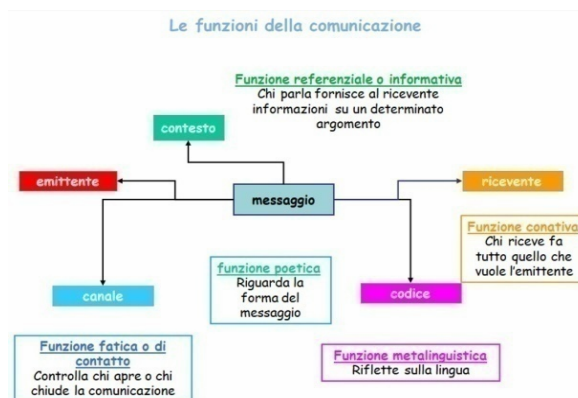 Le funzioni della comunicazione
Funzione referenziale o informativa
Chi parla fornisce al ricevente
informazioni su un determinato
argomento
contesto
emittente
messaggio
ricevente
Funzione conativa
Chi riceve fa
tutto quello che
vuole l'emittente
funzione poetica
Riguarda la
forma del
messaggio
canale
codice
Funzione fatica o di
contatto
Controlla chi apre o chi
chiude la comunicazione
Funzione metalinguistica
Riflette sulla lingua